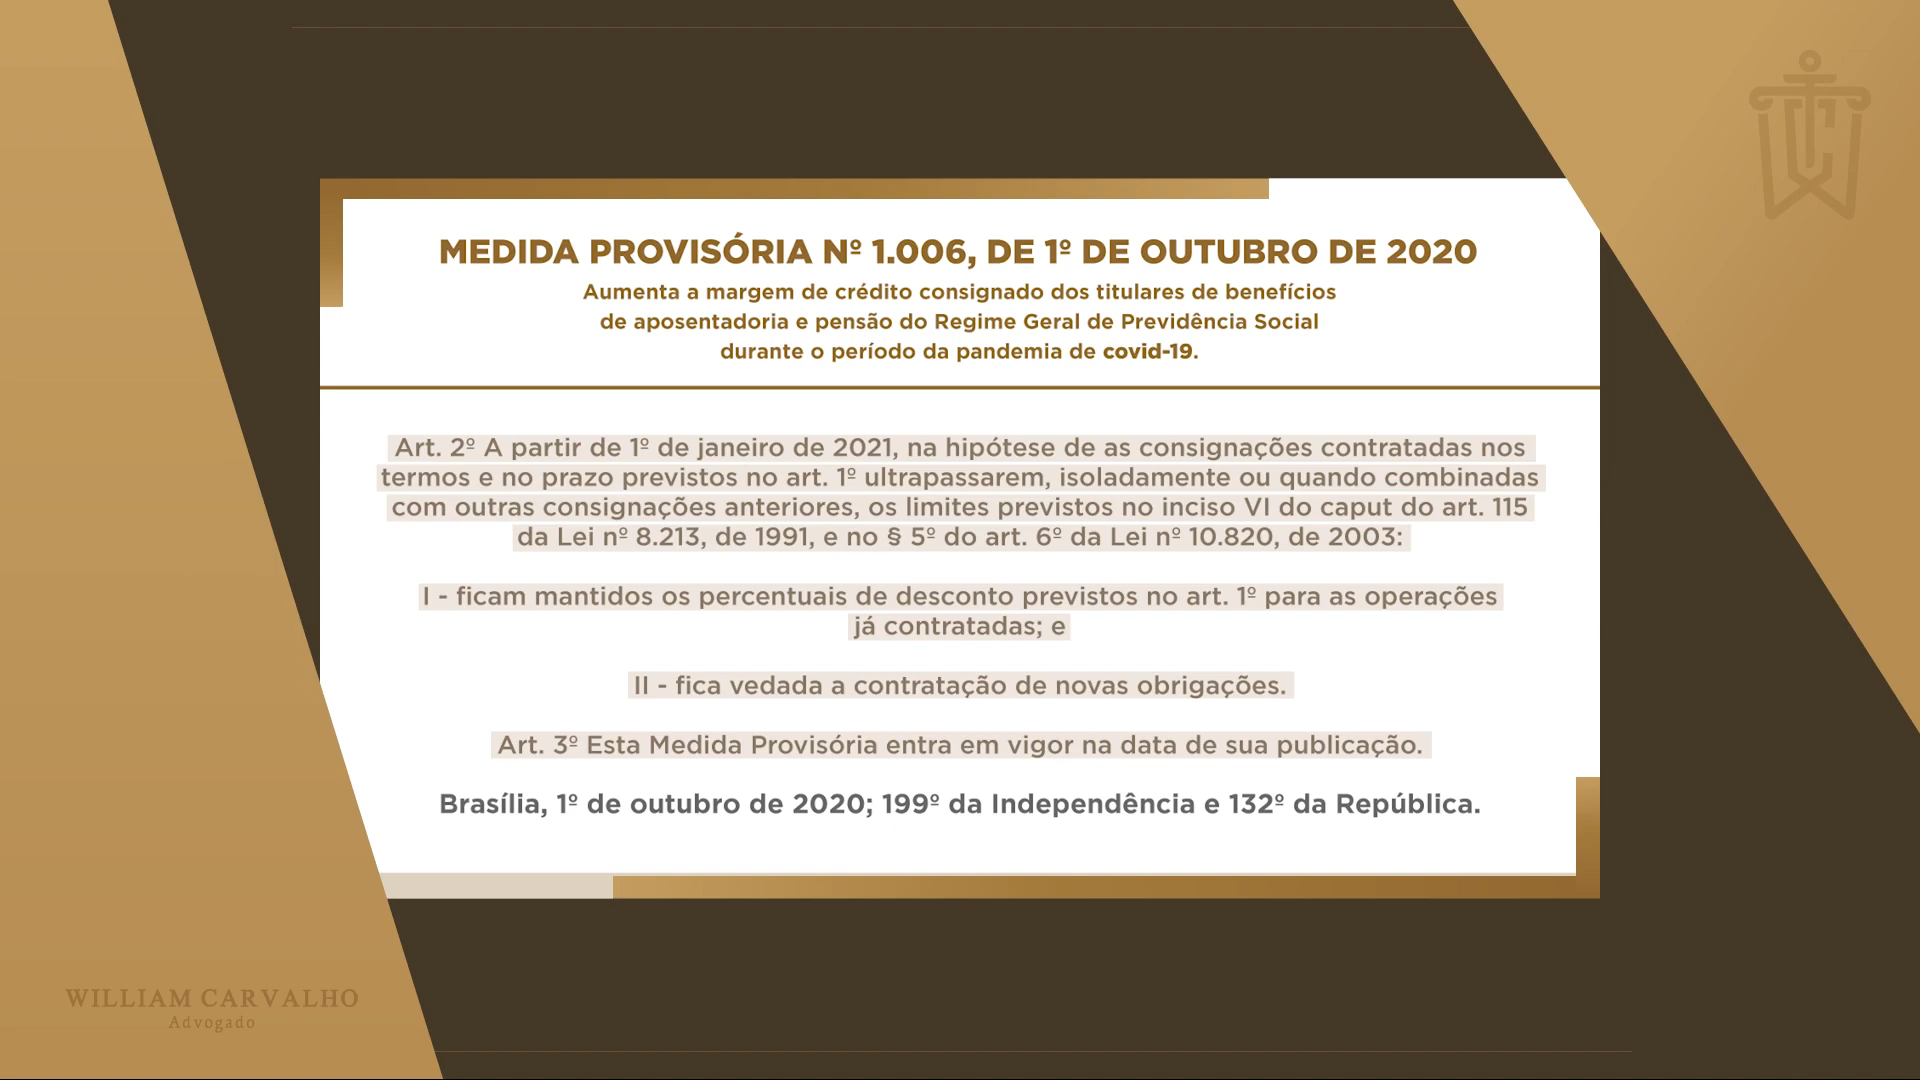 MEDIDA PROVISÓRIA Nº 1.006, DE 1º DE OUTUBRO DE 2020
Aumenta a margem de crédito consignado dos titulares de benefícios
de aposentadoria e pensão do Regime Geral de Previdência Social
durante o período da pandemia de covid-19.
Art. 2º A partir de 1º de janeiro de 2021, na hipótese de as consignações contratadas nos
termos e no prazo previstos no art. 1º ultrapassarem, isoladamente ou quando combinadas
com outras consignações anteriores, os limites previstos no inciso VI do caput do art. 115
da Lei nº 8.213, de 1991, e no § 5º do art. 6º da Lei nº 10.820, de 2003:
I - ficam mantidos os percentuais de desconto previstos no art. 1º para as operações
já contratadas; e
II - fica vedada a contratação de novas obrigações.
Art. 3º Esta Medida Provisória entra em vigor na data de sua publicação.
Brasília, 1º de outubro de 2020; 199º da Independência e 132º da República.
WILLIAM CARVALHO
Advogado